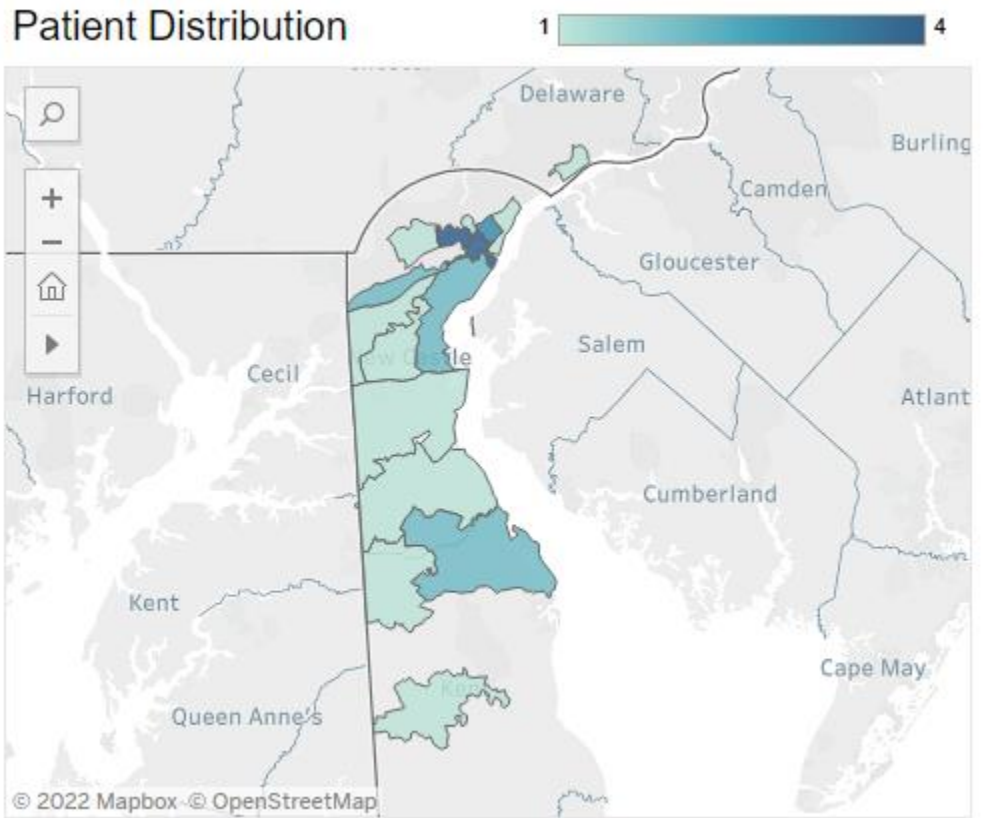 Patient Distribution
1
4
Delaware
Burling
Camden
Gloucester
Salem
Cecil
Harford
Atlant
Cumberland
Kent
Cape May
Queen Anne's
© 2022 Mapbox © OpenStreetMap